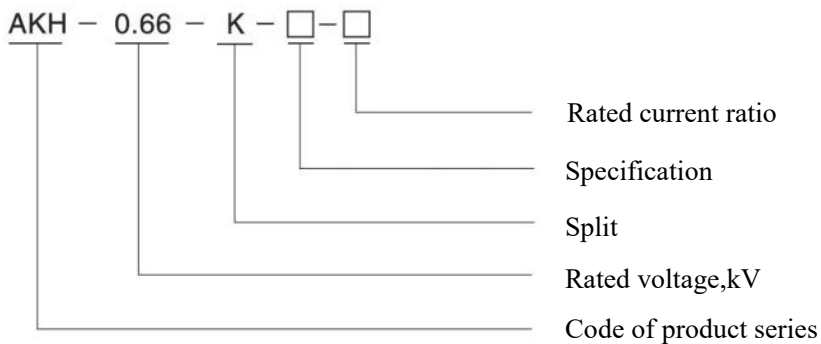 AKH - 0.66 - K - □-□
Rated current ratio
Specification
Split
Rated voltage,kV
Code of product series